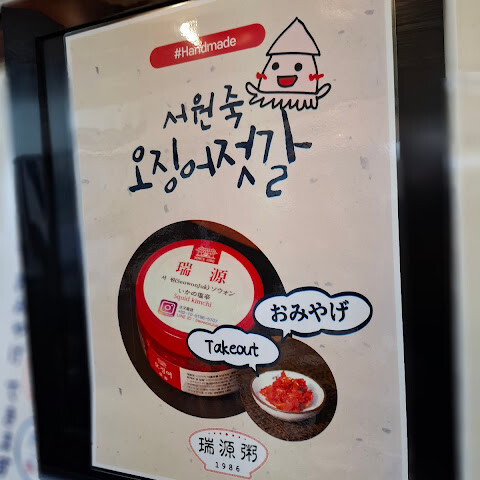 #Handmade
서원죽
오징어젓갈
瑞 源
いかの塩辛
squid kimchi
おみやげ
Takeout
瑞源粥
1986